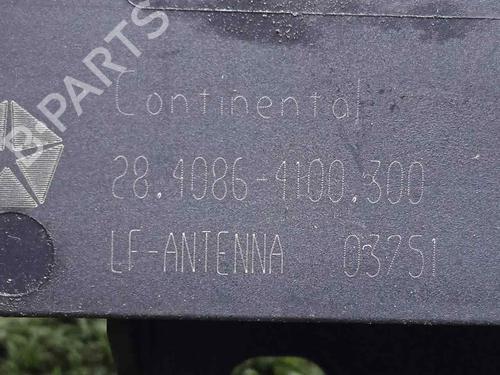 B-PARTS
Continental
28.4086-4100.300
LF-ANTENNA 03751